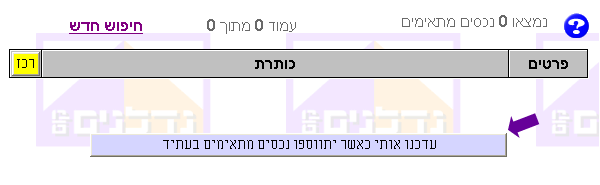 נמצאו 0 נכסים מתאימים עמוד 0 מתוך 0 חיפוש חדש
פרטים כותרת רכז
עדכנו אותי כאשר יתווספו נכסים מתאימים בעתיד